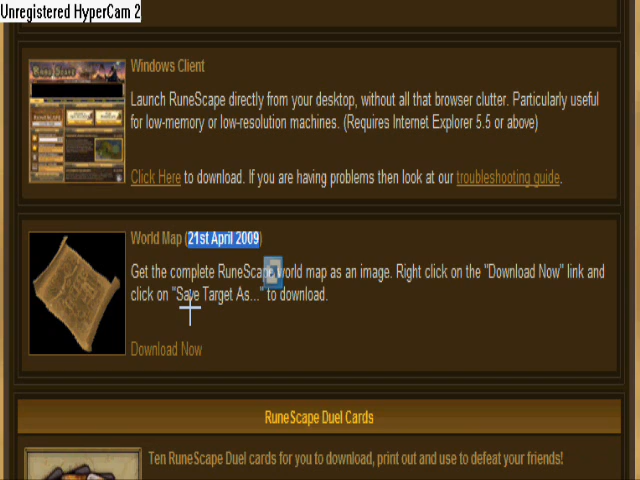 Unregistered HyperCam 2
Windows Client
RUNESCAPE
Launch RuneScape directly from your desktop, without all that browser clutter. Particularly useful
for low-memory or low-resolution machines. (Requires Internet Explorer 5.5 or above)
Click Here to download. If you are having problems then look at our troubleshooting guide.
World Map (21st April 2009)
Get the complete RuneScape world map as an image. Right click on the "Download Now" link and
click on "Save Target As..." to download.
Download Now
RuneScape Duel Cards
Ten RuneScape Duel cards for you to download, print out and use to defeat your friends!